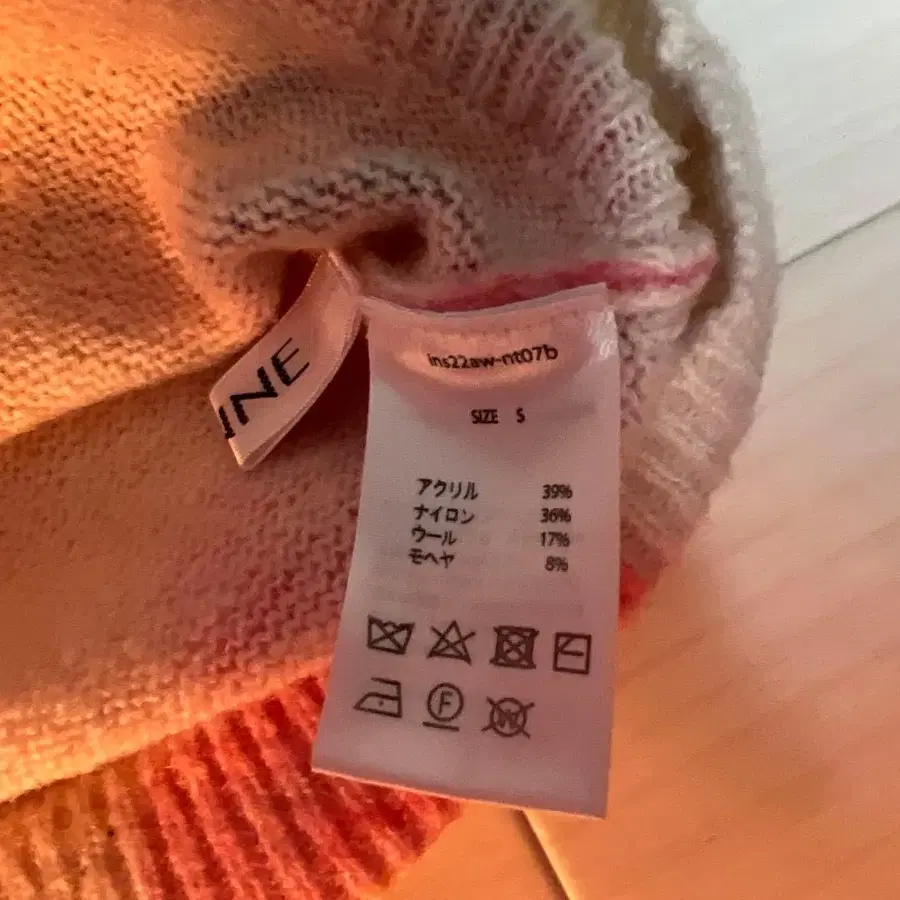 INE
ins22aw-nt07b
SIZE S
アクリル 39%
ナイロン 36%
ウール 17%
モヘヤ 8%
F
W